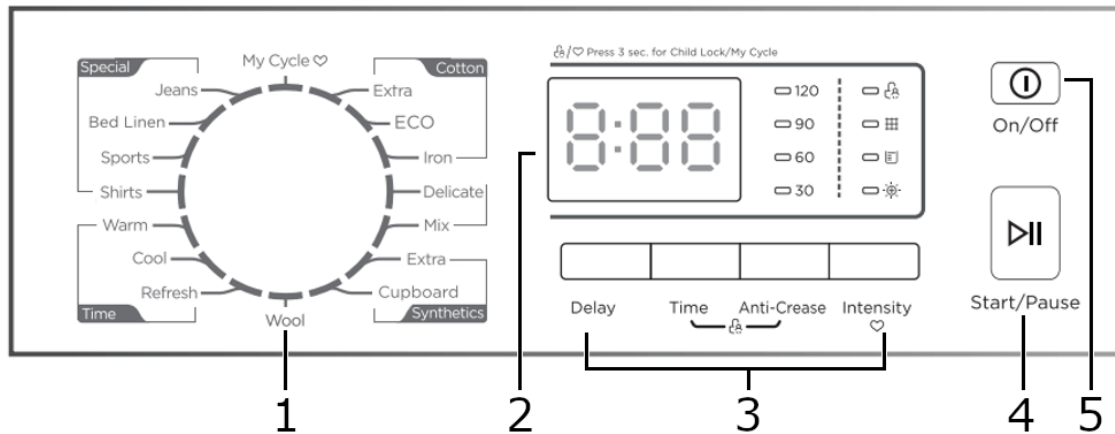 Press 3 sec. for Child Lock/My Cycle
Special
My Cycle
Cotton
Jeans
Extra
Bed Linen
ECO
Sports
Iron
Shirts
Delicate
Warm
Mix
Cool
Extra
Refresh
Cupboard
Time
Wool
Synthetics
8:88
120
90
60
30
On/Off
Start/Pause
Delay
Time
Anti-Crease
Intensity
1
2
3
4
5